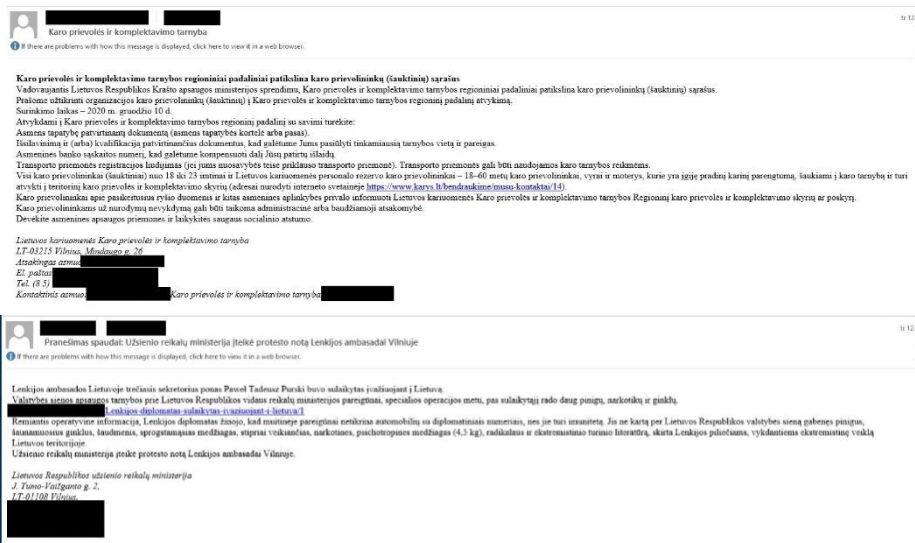 tr 12
Karo prievolės ir komplektavimo tarnyba
If there are problems with how this message is displayed, click here to view it in a web browser.
Karo prievolės ir komplektavimo tarnybos regioniniai padaliniai patikslina karo prievolininkų (šauktinių) sąrašus
Vadovaujantis Lietuvos Respublikos Krašto apsaugos ministerijos sprendimu, Karo prievolės ir komplektavimo tarnybos regioniniai padaliniai patikslina karo prievolininkų (šauktinių) sąrašus.
Prašome užtikrinti organizacijos karo prievolininkų (šauktinių) į Karo prievolės ir komplektavimo tarnybos regioninį padalinį atvykimą.
Surinkimo laikas – 2020 m. gruodžio 10 d.
Atvykdami į Karo prievolės ir komplektavimo tarnybos regioninį padalinį su savimi turėkite:
Asmens tapatybę patvirtinantį dokumentą (asmens tapatybės kortelė arba pasas).
Išsilavinimą ir (arba) kvalifikaciją patvirtinančius dokumentus, kad galėtume Jums pasiūlyti tinkamiausią tarnybos vietą ir pareigas.
Asmeninės banko sąskaitos numerį, kad galėtume kompensuoti dalį Jūsų patirtų išlaidų.
Transporto priemonės registracijos liudijimas (jei jums nuosavybės teise priklauso transporto priemonė). Transporto priemonės gali būti naudojamos karo tarnybos reikmėms.
Visi karo prievolininkai (šauktiniai) nuo 18 iki 23 imtinai ir Lietuvos kariuomenės personalo rezervo karo prievolininkai – 18–60 metų karo prievolininkai, vyrai ir moterys, kurie yra įgiję pradinį karinį parengtumą, šaukiami į karo tarnybą ir turi
atvykti į teritorinį karo prievolės ir komplektavimo skyrių (adresai nurodyti interneto svetainėje https://www.karys.lt/bendraukime/musu-kontaktai/14).
Karo prievolininkai apie pasikeitusius ryšio duomenis ir kitas asmenines aplinkybes privalo informuoti Lietuvos kariuomenės Karo prievolės ir komplektavimo tarnybos Regioninį karo prievolės ir komplektavimo skyrių ar poskyrį.
Karo prievolininkams už nurodymų nevykdymą gali būti taikoma administracinė arba baudžiamoji atsakomybė.
Dėvėkite asmenines apsaugos priemones ir laikykitės saugaus socialinio atstumo.
Lietuvos kariuomenės Karo prievolės ir komplektavimo tarnyba
LT-03215 Vilnius, Mindaugo g. 26
Atsakingas asmuo
El. paštas
Tel. (8 5)
Kontaktinis asmuo Karo prievolės ir komplektavimo tarnyba
tr 12
Pranešimas spaudai: Užsienio reikalų ministerija įteikė protesto notą Lenkijos ambasadai Vilniuje
If there are problems with how this message is displayed, click here to view it in a web browser.
Lenkijos ambasados Lietuvoje trečiasis sekretorius ponas Paweł Tadeusz Purski buvo sulaikytas įvažiuojant į Lietuvą.
Valstybės sienos apsaugos tarnybos prie Lietuvos Respublikos vidaus reikalų ministerijos pareigūnai, specialios operacijos metu, pas sulaikytąjį rado daug pinigų, narkotikų ir ginklų.
Lenkijos-diplomatas-sulaikytas-ivaziuojant-i-lietuva/1
Remiantis operatyvine informacija, Lenkijos diplomatas žinojo, kad muitinėje pareigūnai netikrina automobilių su diplomatiniais numeriais, nes jie turi imunitetą. Jis ne kartą per Lietuvos Respublikos valstybės sieną gabenęs pinigus,
šaunamuosius ginklus, šaudmenis, sprogstamąsias medžiagas, stipriai veikiančias, narkotines, psichotropines medžiagas (4,5 kg), radikalaus ir ekstremistinio turinio literatūrą, skirtą Lenkijos piliečiams, vykdantiems ekstremistinę veiklą
Lietuvos teritorijoje.
Užsienio reikalų ministerija įteikė protesto notą Lenkijos ambasadai Vilniuje.
Lietuvos Respublikos užsienio reikalų ministerija
J. Tumo-Vaižganto g. 2,
LT-01108 Vilnius,